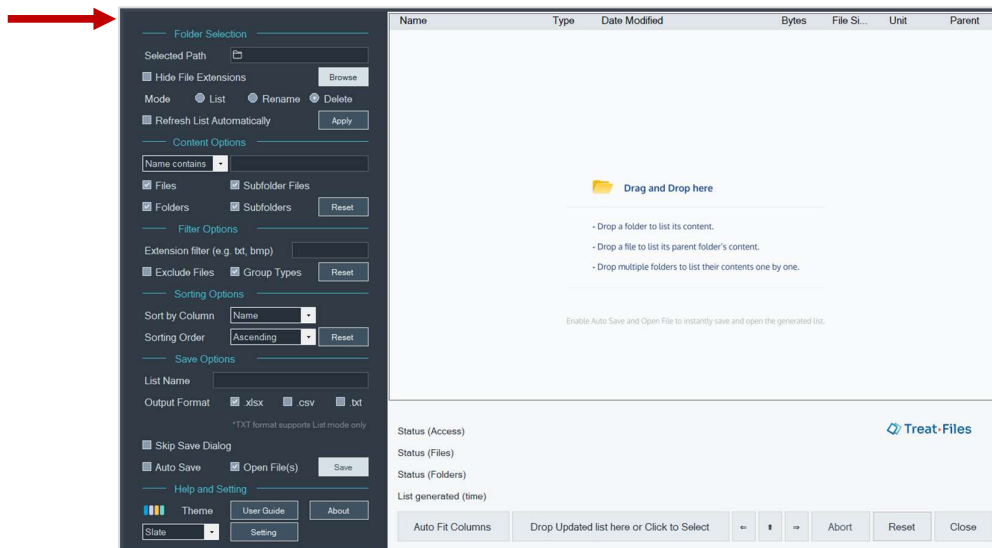 Name Type Date Modified Bytes File Si... Unit Parent
Folder Selection
Selected Path
Hide File Extensions Browse
Mode List Rename Delete
Refresh List Automatically Apply
Content Options
Name contains
Files Subfolder Files
Folders Subfolders Reset
Filter Options
Extension filter (e.g. txt, bmp)
Exclude Files Group Types Reset
Sorting Options
Sort by Column Name
Sorting Order Ascending Reset
Save Options
List Name
Output Format .xlsx .csv .txt
*TXT format supports List mode only
Skip Save Dialog
Auto Save Open File(s) Save
Help and Setting
Theme User Guide About
Slate Setting
Drag and Drop here
- Drop a folder to list its content.
- Drop a file to list its parent folder's content.
- Drop multiple folders to list their contents one by one.
Enable Auto Save and Open File to instantly save and open the generated list.
Status (Access)
Treat-Files
Status (Files)
Status (Folders)
List generated (time)
Auto Fit Columns Drop Updated list here or Click to Select ⇐ ⇮ ⇒ Abort Reset Close